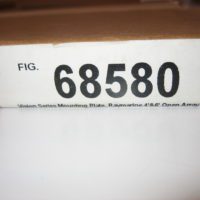 FIG. 68580
Vision Series Mounting Plate, Raymarine 4'&6' Open Array